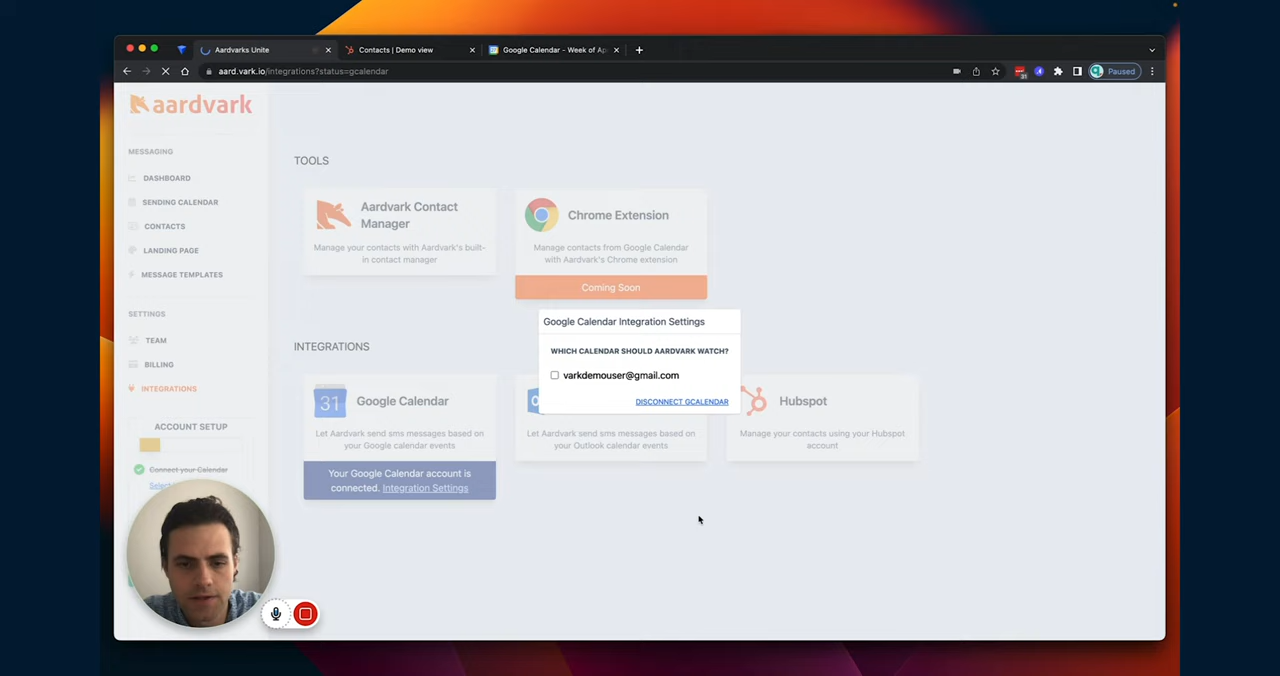 Aardvarks Unite
Contacts | Demo view
Google Calendar - Week of Ap
aard.vark.io/integrations?status=gcalendar
31
Paused
aardvark
MESSAGING
DASHBOARD
SENDING CALENDAR
CONTACTS
LANDING PAGE
MESSAGE TEMPLATES
SETTINGS
TEAM
BILLING
INTEGRATIONS
ACCOUNT SETUP
Connect your Calendar
TOOLS
Aardvark Contact
Manager
Manage your contacts with Aardvark's built-
in contact manager
Chrome Extension
Manage contacts from Google Calendar
with Aardvark's Chrome extension
Coming Soon
Google Calendar Integration Settings
WHICH CALENDAR SHOULD AARDVARK WATCH?
varkdemouser@gmail.com
DISCONNECT GCALENDAR
INTEGRATIONS
31
Google Calendar
Let Aardvark send sms messages based on
your Google calendar events
Your Google Calendar account is
connected. Integration Settings
Let Aardvark send sms messages based on
your Outlook calendar events
Hubspot
Manage your contacts using your Hubspot
account